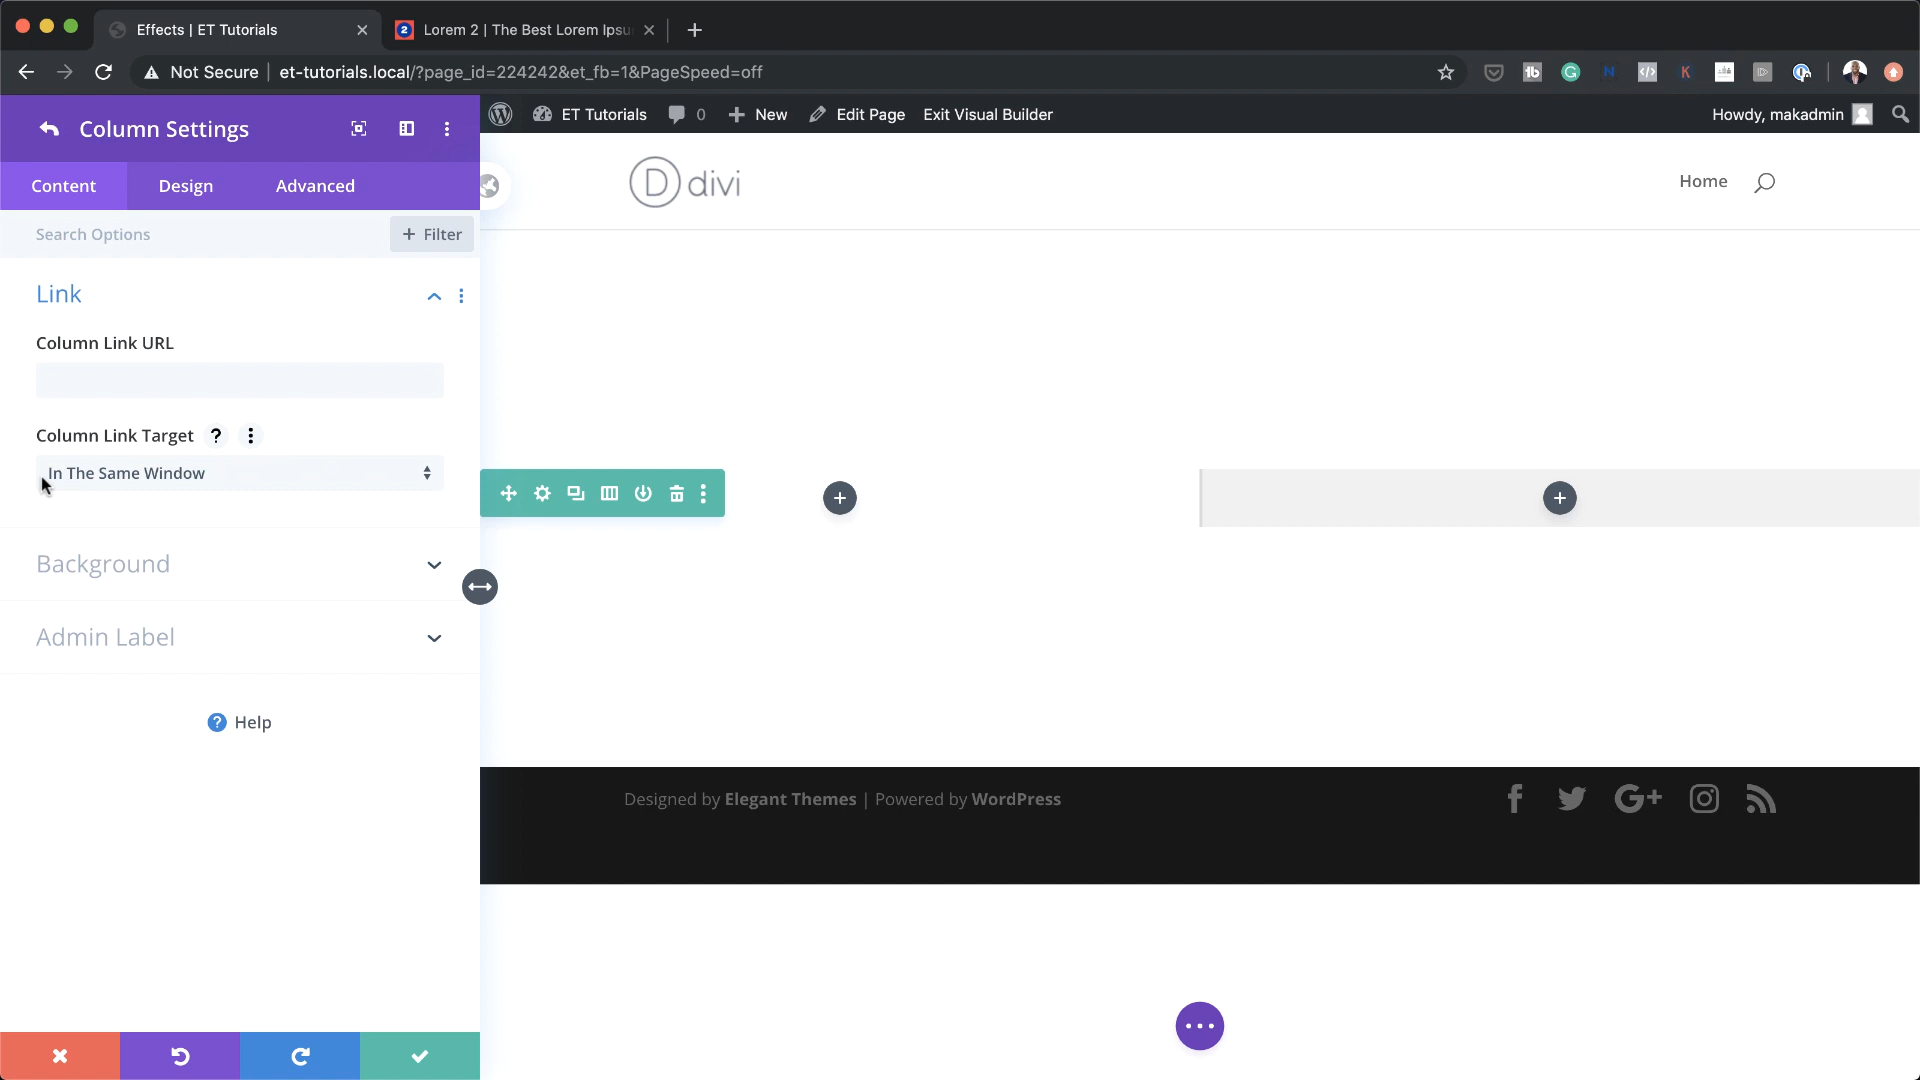 Effects | ET Tutorials
Lorem 2 | The Best Lorem Ipsu
Not Secure | et-tutorials.local/?page_id=224242&et_fb=1&PageSpeed=off
Column Settings
ET Tutorials 0 New Edit Page Exit Visual Builder Howdy, makadmin
Content Design Advanced
divi
Home
Search Options + Filter
Link
Column Link URL
Column Link Target ?
In The Same Window
Background
Admin Label
? Help
Designed by Elegant Themes | Powered by WordPress